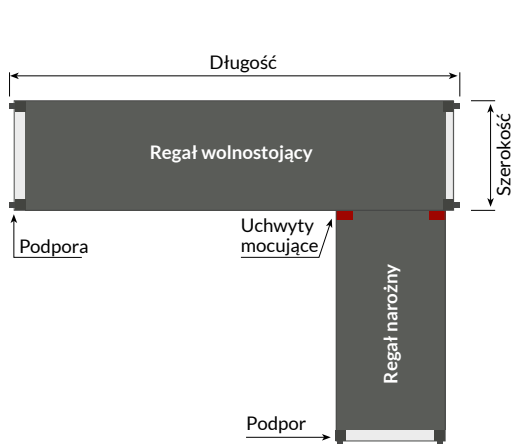 Długość
Regał wolnostojący
Szerokość
Podpora
Uchwyty
mocujące
Regał narożny
Podpor